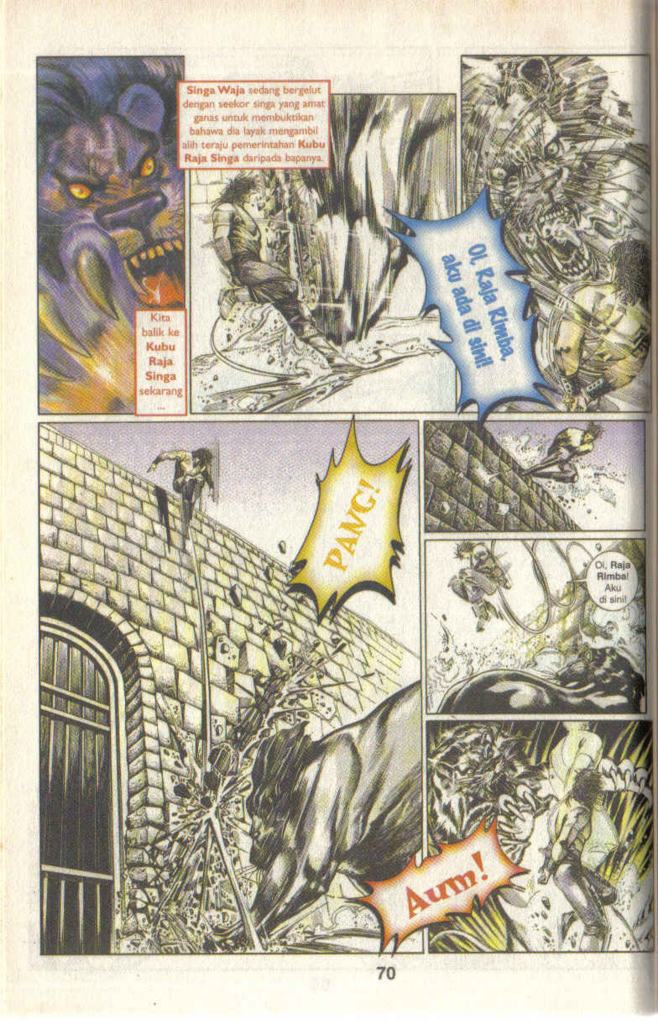 Singa Waja sedang bergelut
dengan seekor singa yang amat
ganas untuk membuktikan
bahawa dia layak mengambil
alih teraju pemerintahan Kubu
Raja Singa daripada bapanya.
Kita
balik ke
Kubu
Raja
Singa
sekarang
...
Oi, Raja Rimba,
aku ada di sini!
PANG!
Oi, Raja
Rimba!
Aku
di sini!
Aum!
70